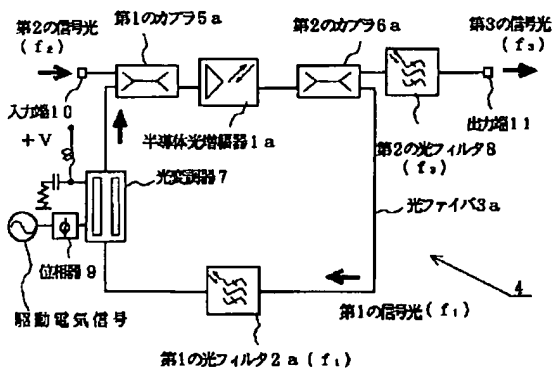 第2の信号光
(f₂)
第1のカプラ5a
第2のカプラ6a
第3の信号光
(f₃)
入力端10
+V
半導体光増幅器1a
出力端11
第2の光フィルタ8
(f₃)
光変調器7
光ファイバ3a
φ
位相器9
4
駆動電気信号
第1の信号光(f₁)
第1の光フィルタ2a(f₁)